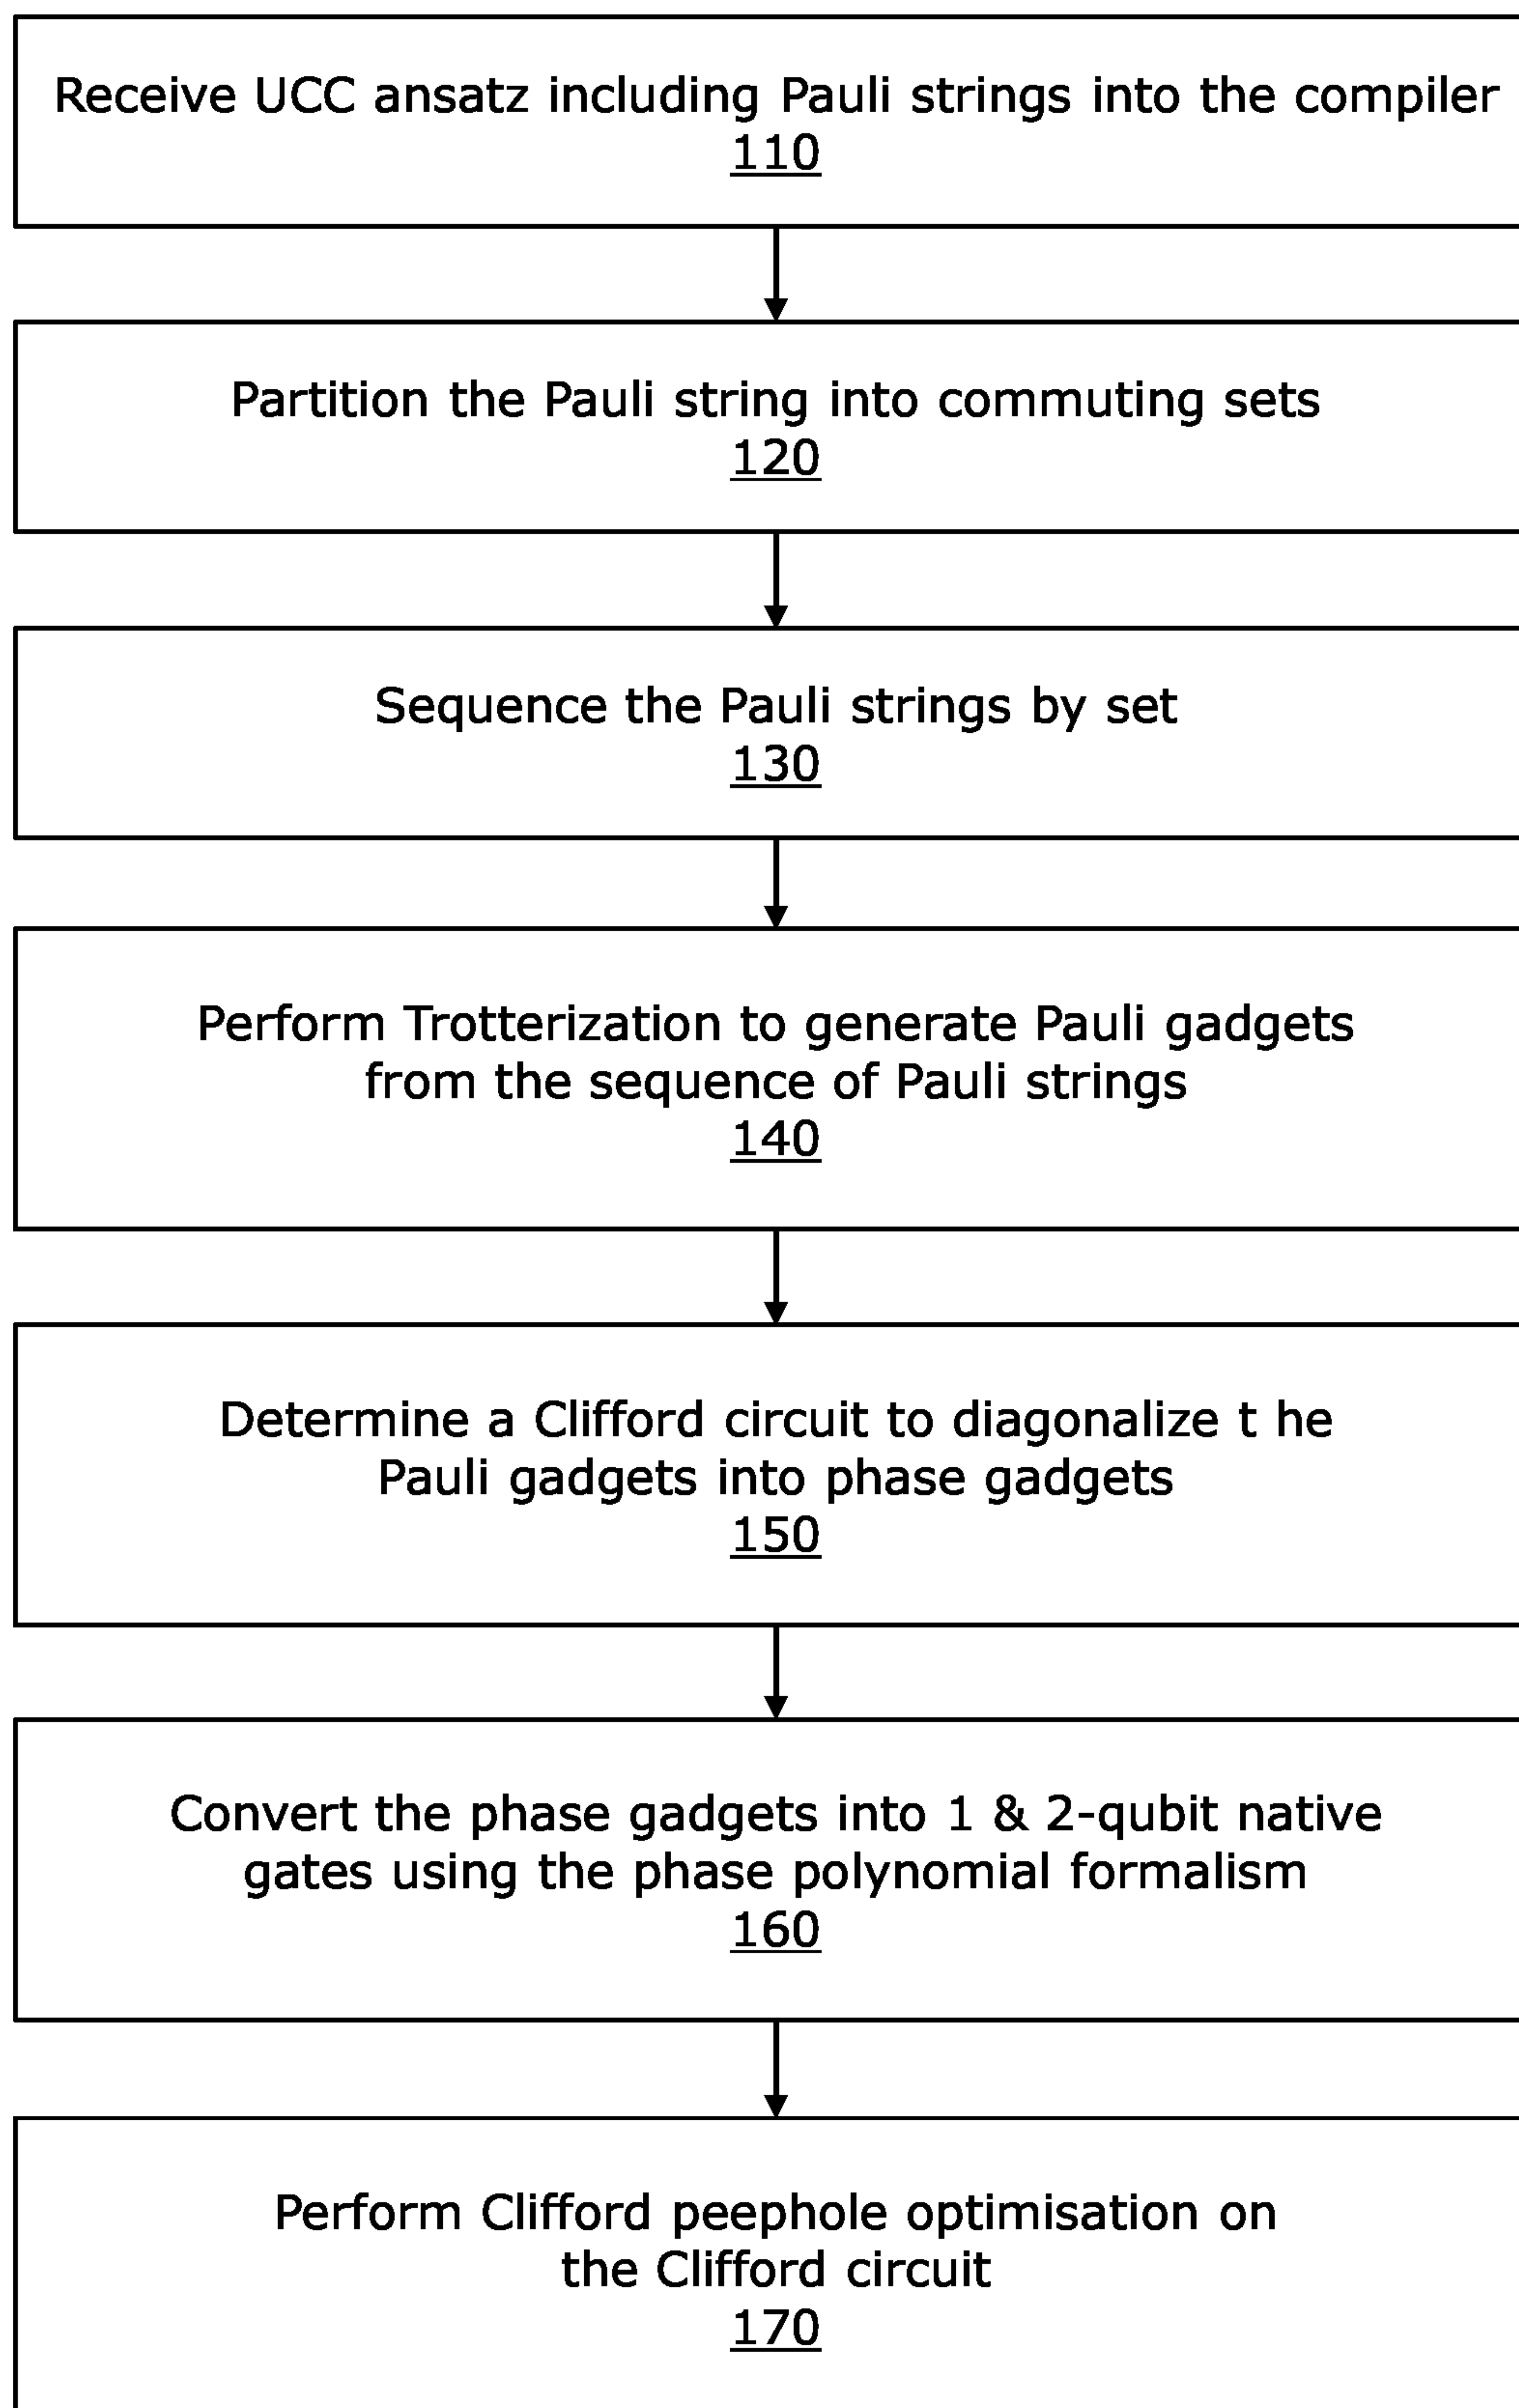 Receive UCC ansatz including Pauli strings into the compiler
110
Partition the Pauli string into commuting sets
120
Sequence the Pauli strings by set
130
Perform Trotterization to generate Pauli gadgets
from the sequence of Pauli strings
140
Determine a Clifford circuit to diagonalize t he
Pauli gadgets into phase gadgets
150
Convert the phase gadgets into 1 & 2-qubit native
gates using the phase polynomial formalism
160
Perform Clifford peephole optimisation on
the Clifford circuit
170